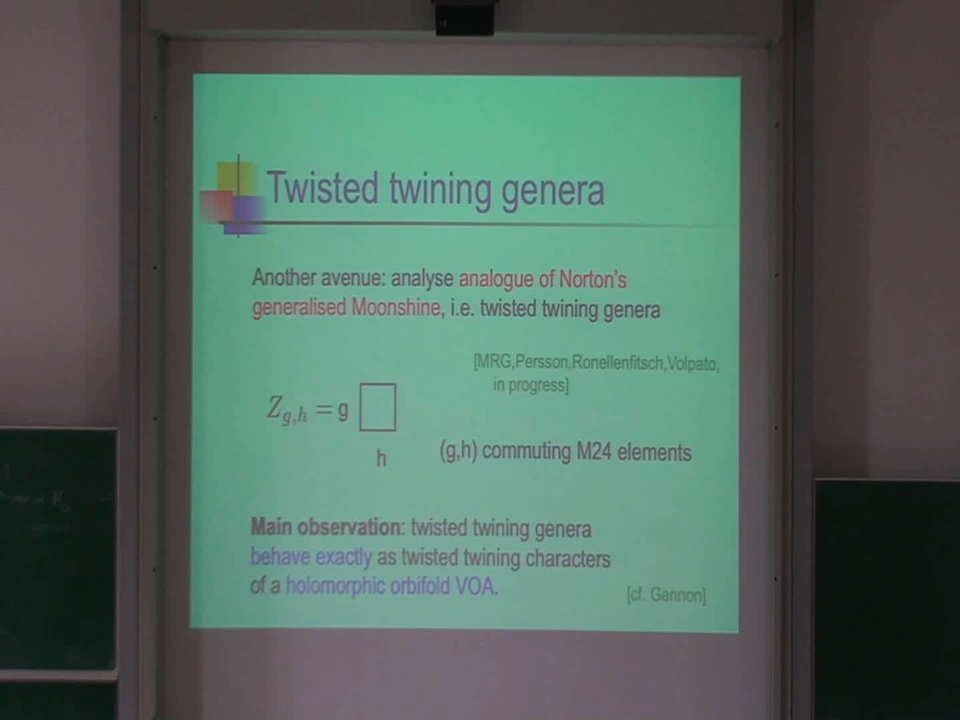 Twisted twining genera
Another avenue: analyse analogue of Norton's
generalised Moonshine, i.e. twisted twining genera
[MRG,Persson,Ronellenfitsch,Volpato,
in progress]
Z_{g,h} = g
h
(g,h) commuting M24 elements
Main observation: twisted twining genera
behave exactly as twisted twining characters
of a holomorphic orbifold VOA.
[cf. Gannon]